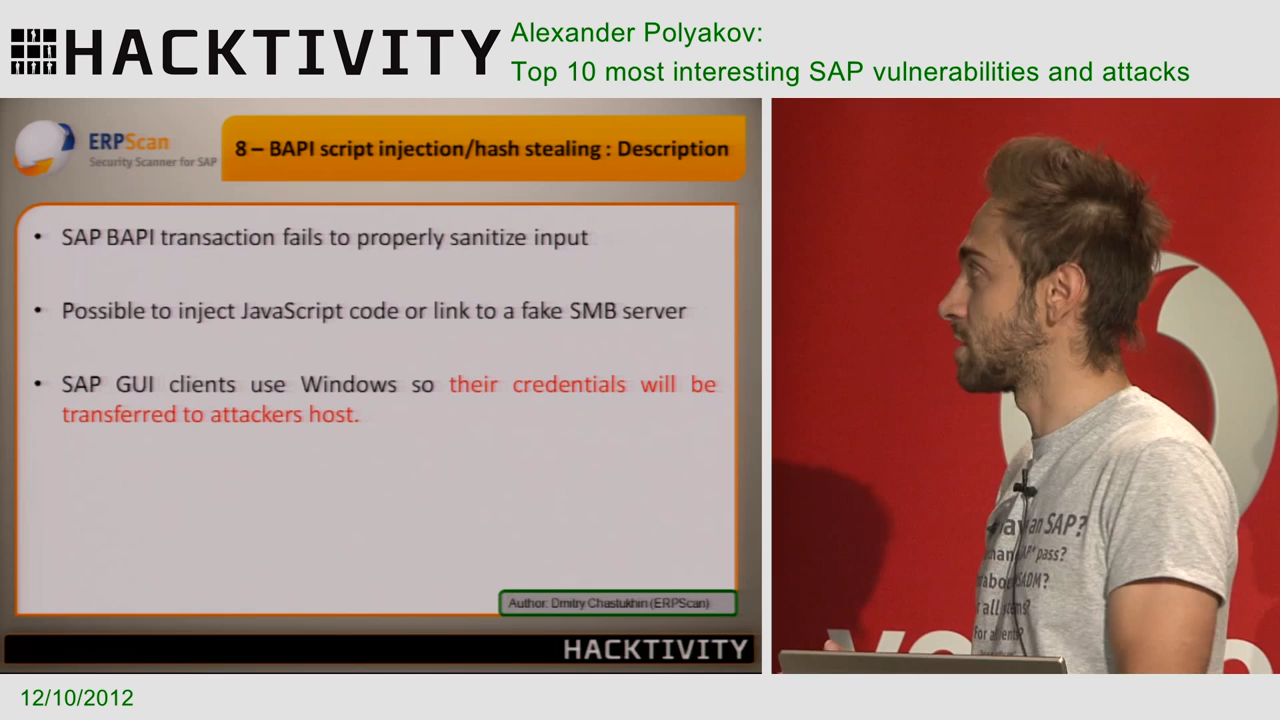 HACKTIVITY
Alexander Polyakov:
Top 10 most interesting SAP vulnerabilities and attacks
ERPScan
Security Scanner for SAP
8 – BAPI script injection/hash stealing : Description
• SAP BAPI transaction fails to properly sanitize input
• Possible to inject JavaScript code or link to a fake SMB server
• SAP GUI clients use Windows so their credentials will be
transferred to attackers host.
Author: Dmitry Chastukhin (ERPScan)
HACKTIVITY
an SAP?
pass?
12/10/2012